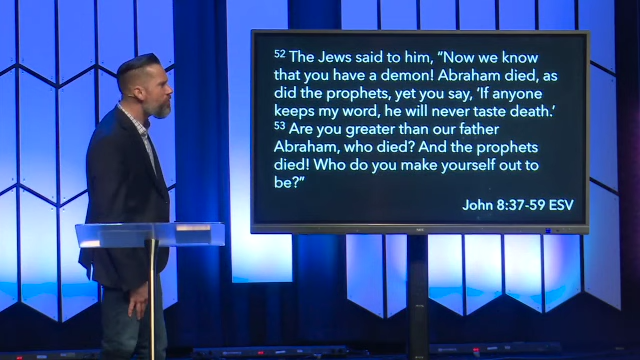 52 The Jews said to him, “Now we know
that you have a demon! Abraham died, as
did the prophets, yet you say, ‘If anyone
keeps my word, he will never taste death.’
53 Are you greater than our father
Abraham, who died? And the prophets
died! Who do you make yourself out to
be?”
John 8:37-59 ESV